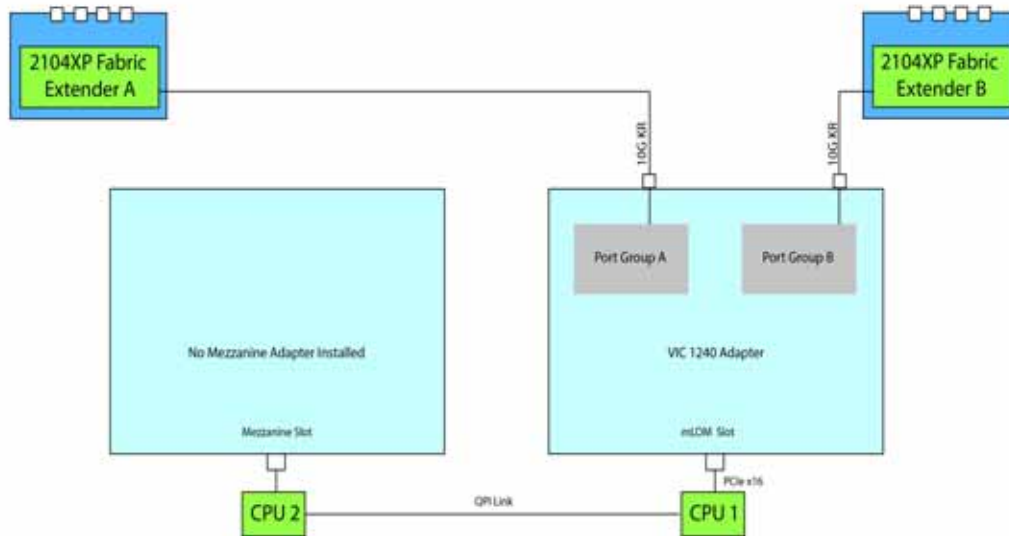 2104XP Fabric
Extender A
2104XP Fabric
Extender B
10G KR
10G KR
Port Group A
Port Group B
No Mezzanine Adapter Installed
VIC 1240 Adapter
Mezzanine Slot
mLOM Slot
PCIe x16
CPU 2
QPI Link
CPU 1